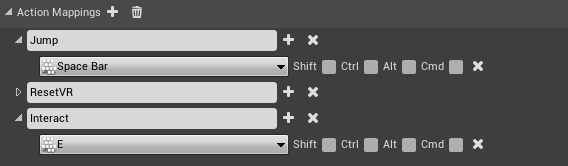 Action Mappings
Jump
Space Bar Shift Ctrl Alt Cmd
ResetVR
Interact
E Shift Ctrl Alt Cmd